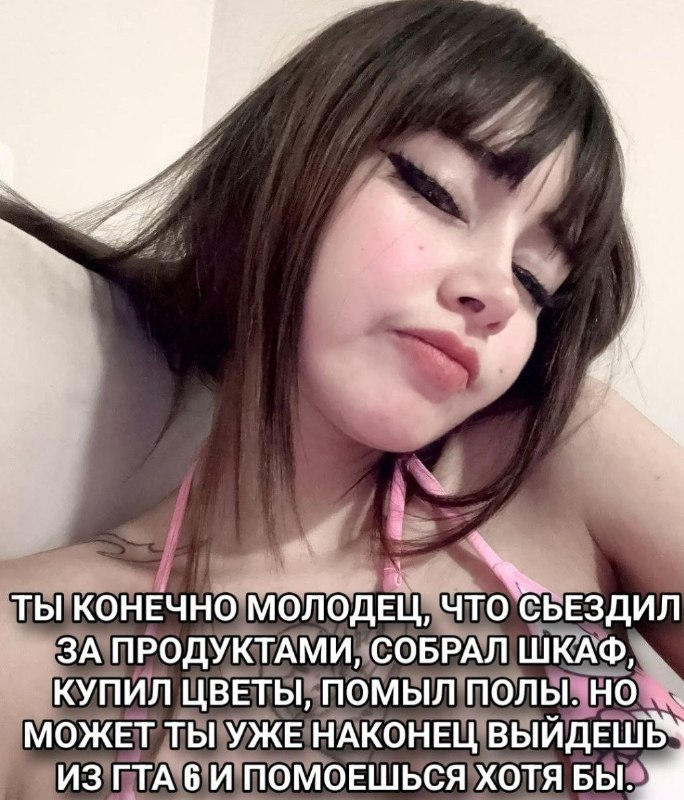 ТЫ КОНЕЧНО МОЛОДЕЦ, ЧТО СЬЕЗДИЛ
ЗА ПРОДУКТАМИ, СОБРАЛ ШКАФ,
КУПИЛ ЦВЕТЫ, ПОМЫЛ ПОЛЫ. НО
МОЖЕТ ТЫ УЖЕ НАКОНЕЦ ВЫЙДЕШЬ
ИЗ ГТА 6 И ПОМОЕШЬСЯ ХОТЯ БЫ.